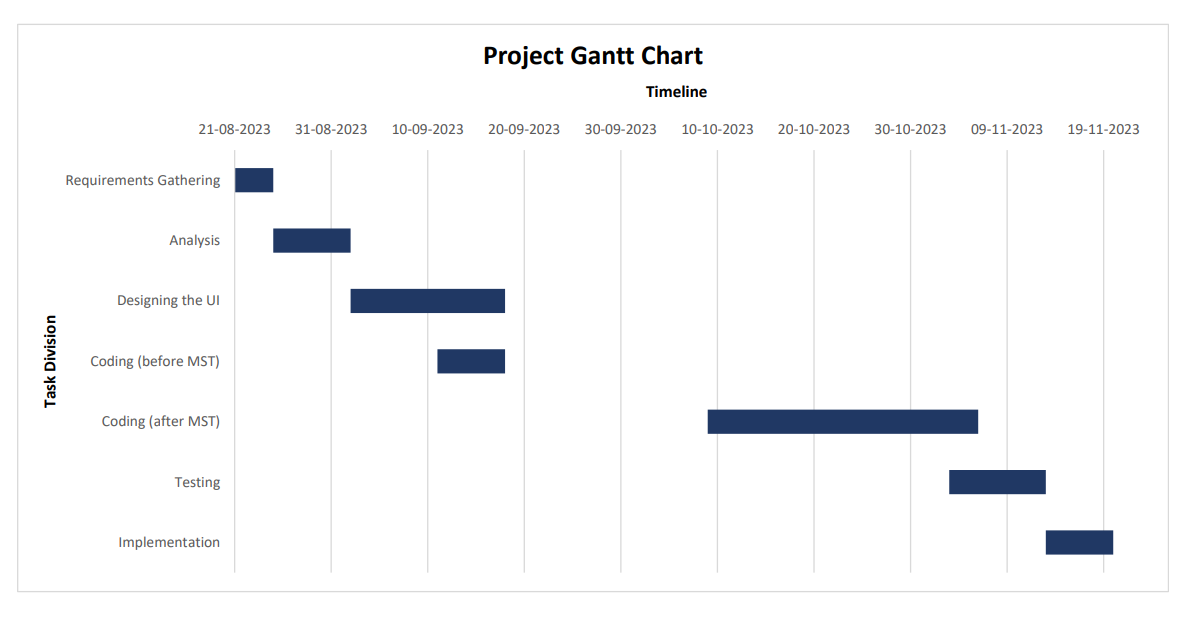 Project Gantt Chart
Timeline
21-08-2023 31-08-2023 10-09-2023 20-09-2023 30-09-2023 10-10-2023 20-10-2023 30-10-2023 09-11-2023 19-11-2023
Requirements Gathering
Analysis
Designing the UI
Task Division
Coding (before MST)
Coding (after MST)
Testing
Implementation